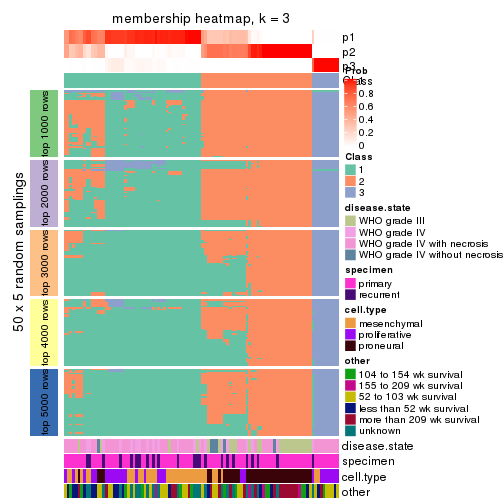 membership heatmap, k = 3
p1
p2
p3
Class
Prob
1
0.8
0.6
0.4
0.2
0
Class
1
2
3
disease.state
WHO grade III
WHO grade IV
WHO grade IV with necrosis
WHO grade IV without necrosis
specimen
primary
recurrent
cell.type
mesenchymal
proliferative
proneural
other
104 to 154 wk survival
155 to 209 wk survival
52 to 103 wk survival
less than 52 wk survival
more than 209 wk survival
unknown
50 x 5 random samplings
top 1000 rows
top 2000 rows
top 3000 rows
top 4000 rows
top 5000 rows
disease.state
specimen
cell.type
other